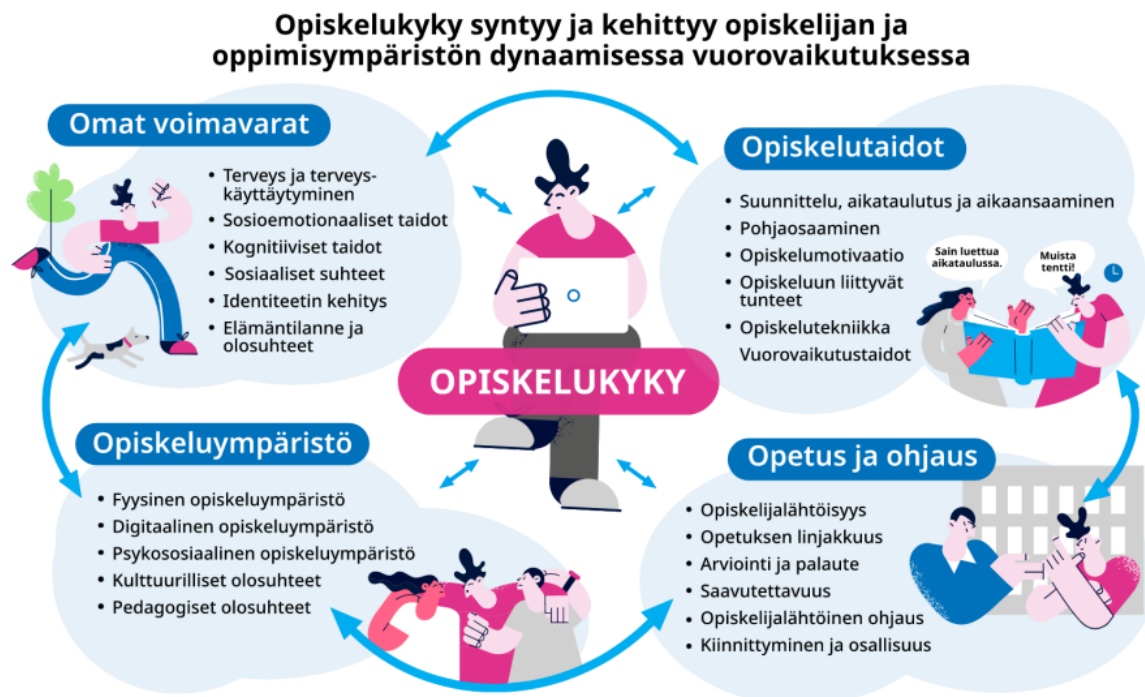 Opiskelukyky syntyy ja kehittyy opiskelijan ja
oppimisympäristön dynaamisessa vuorovaikutuksessa
Omat voimavarat
• Terveys ja terveys-
käyttäytyminen
• Sosioemotionaaliset taidot
• Kognitiiviset taidot
• Sosiaaliset suhteet
• Identiteetin kehitys
• Elämäntilanne ja
olosuhteet
Opiskelutaidot
• Suunnittelu, aikataulutus ja aikaansaaminen
• Pohjaosaaminen
• Opiskelumotivaatio
• Opiskeluun liittyvät
tunteet
• Opiskelutekniikka
Vuorovaikutustaidot
Sain luettua
aikataulussa.
Muista
tentti!
OPISKELUKYKY
Opiskeluympäristö
• Fyysinen opiskeluympäristö
• Digitaalinen opiskeluympäristö
• Psykososiaalinen opiskeluympäristö
• Kulttuurilliset olosuhteet
• Pedagogiset olosuhteet
Opetus ja ohjaus
• Opiskelijalähtöisyys
• Opetuksen linjakkuus
• Arviointi ja palaute
• Saavutettavuus
• Opiskelijalähtöinen ohjaus
• Kiinnittyminen ja osallisuus